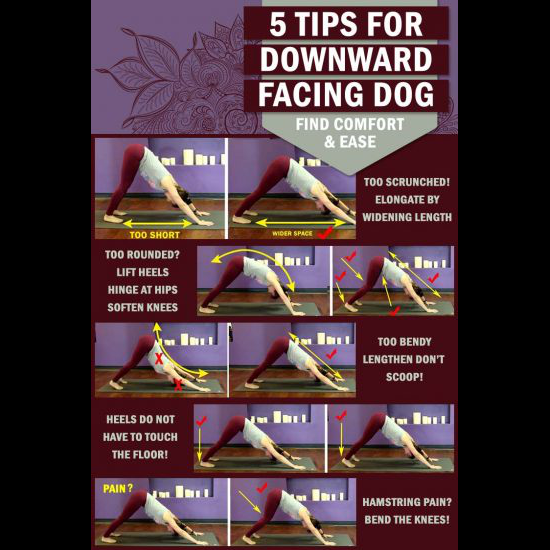 5 TIPS FOR
DOWNWARD
FACING DOG
FIND COMFORT
& EASE
TOO SHORT
WIDER SPACE
TOO SCRUNCHED!
ELONGATE BY
WIDENING LENGTH
TOO ROUNDED?
LIFT HEELS
HINGE AT HIPS
SOFTEN KNEES
X
X
TOO BENDY
LENGTHEN DON'T
SCOOP!
HEELS DO NOT
HAVE TO TOUCH
THE FLOOR!
PAIN?
HAMSTRING PAIN?
BEND THE KNEES!